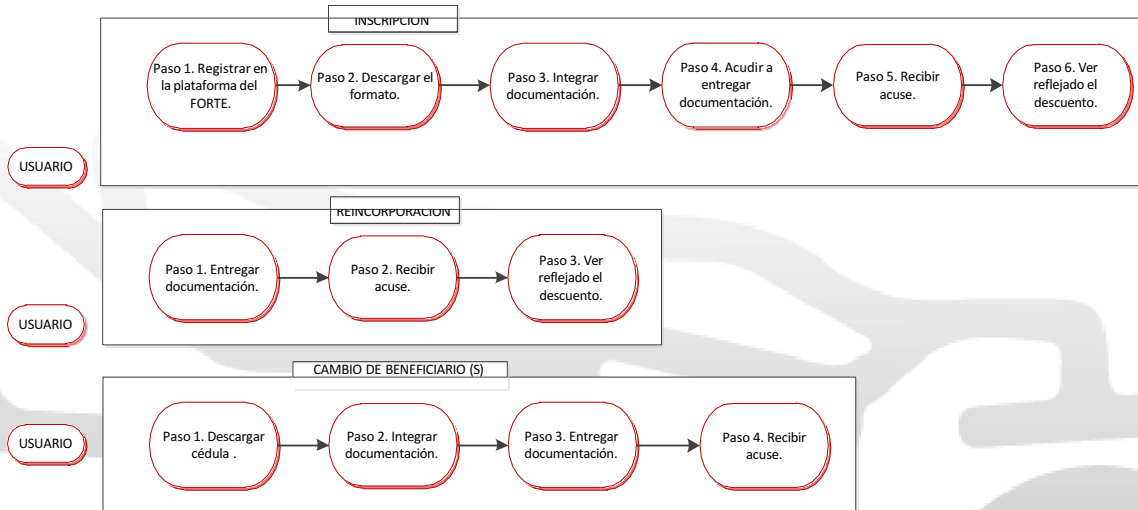 INSCRIPCIÓN
Paso 1. Registrar en
la plataforma del
FORTE.
Paso 2. Descargar el
formato.
Paso 3. Integrar
documentación.
Paso 4. Acudir a
entregar
documentación.
Paso 5. Recibir
acuse.
Paso 6. Ver
reflejado el
descuento.
USUARIO
REINCORPORACIÓN
Paso 1. Entregar
documentación.
Paso 2. Recibir
acuse.
Paso 3. Ver
reflejado el
descuento.
USUARIO
CAMBIO DE BENEFICIARIO (S)
Paso 1. Descargar
cédula .
Paso 2. Integrar
documentación.
Paso 3. Entregar
documentación.
Paso 4. Recibir
acuse.
USUARIO